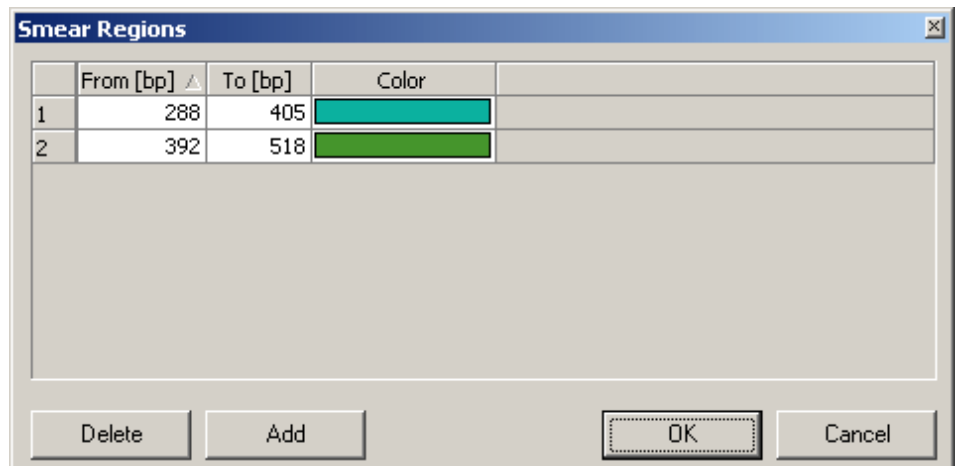 Smear Regions
From [bp] To [bp] Color
1 288 405
2 392 518
Delete Add OK Cancel